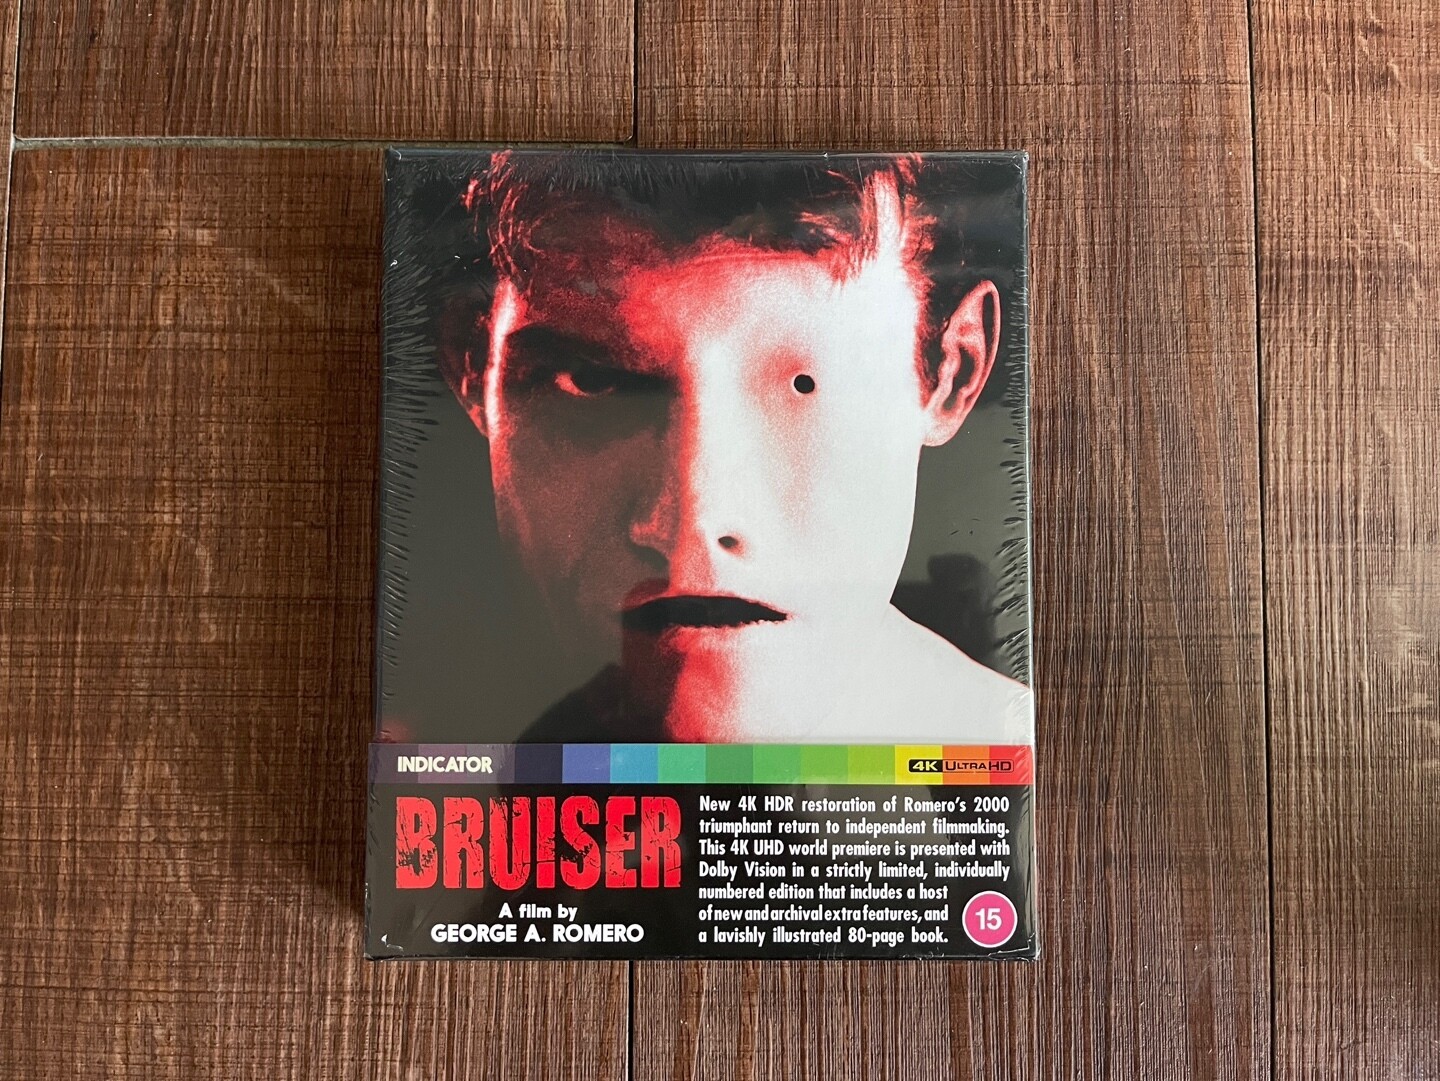 INDICATOR
4K ULTRA HD
BRUISER
A film by
GEORGE A. ROMERO
New 4K HDR restoration of Romero's 2000
triumphant return to independent filmmaking.
This 4K UHD world premiere is presented with
Dolby Vision in a strictly limited, individually
numbered edition that includes a host
of new and archival extra features, and
a lavishly illustrated 80-page book.
15